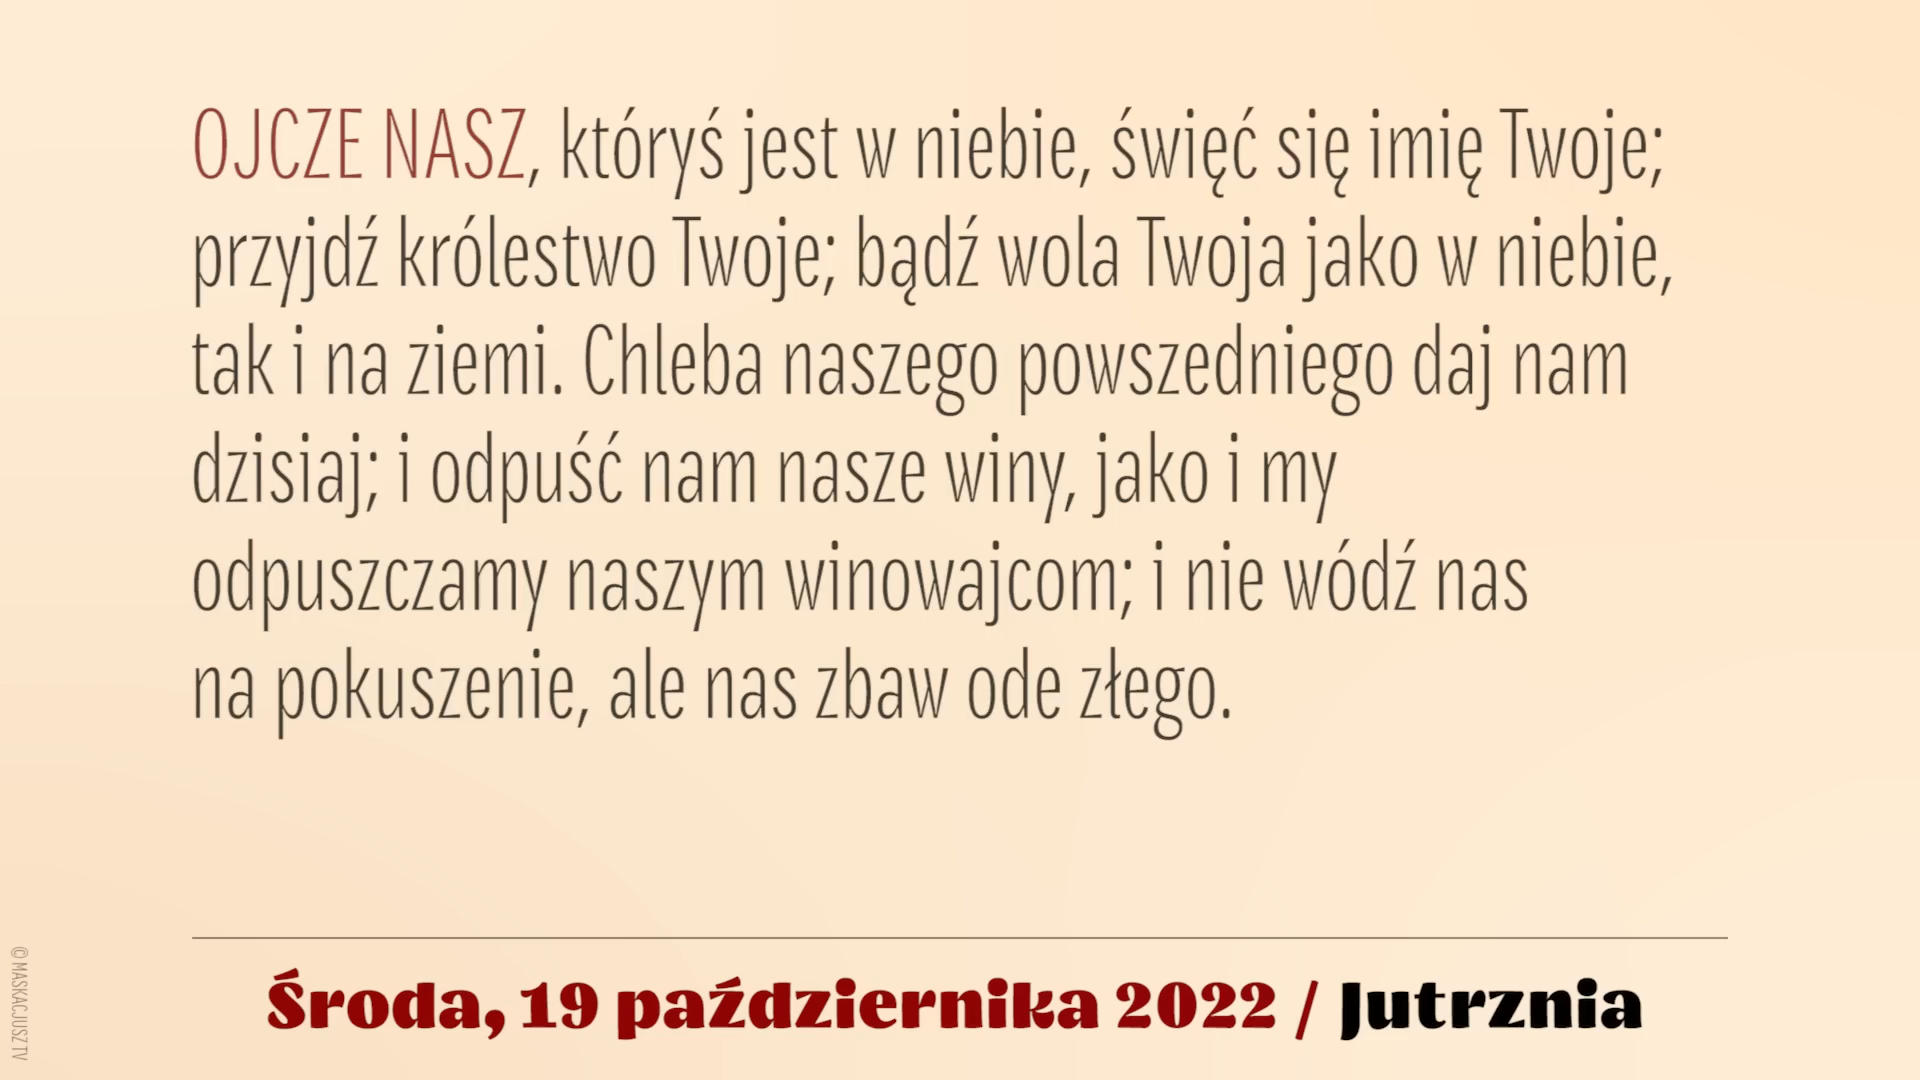 OJCZE NASZ, któryś jest w niebie, święć się imię Twoje;
przyjdź królestwo Twoje; bądź wola Twoja jako w niebie,
tak i na ziemi. Chleba naszego powszedniego daj nam
dzisiaj; i odpuść nam nasze winy, jako i my
odpuszczamy naszym winowajcom; i nie wódź nas
na pokuszenie, ale nas zbaw ode złego.
Środa, 19 października 2022 / Jutrznia
© MASKACJUSZ TV